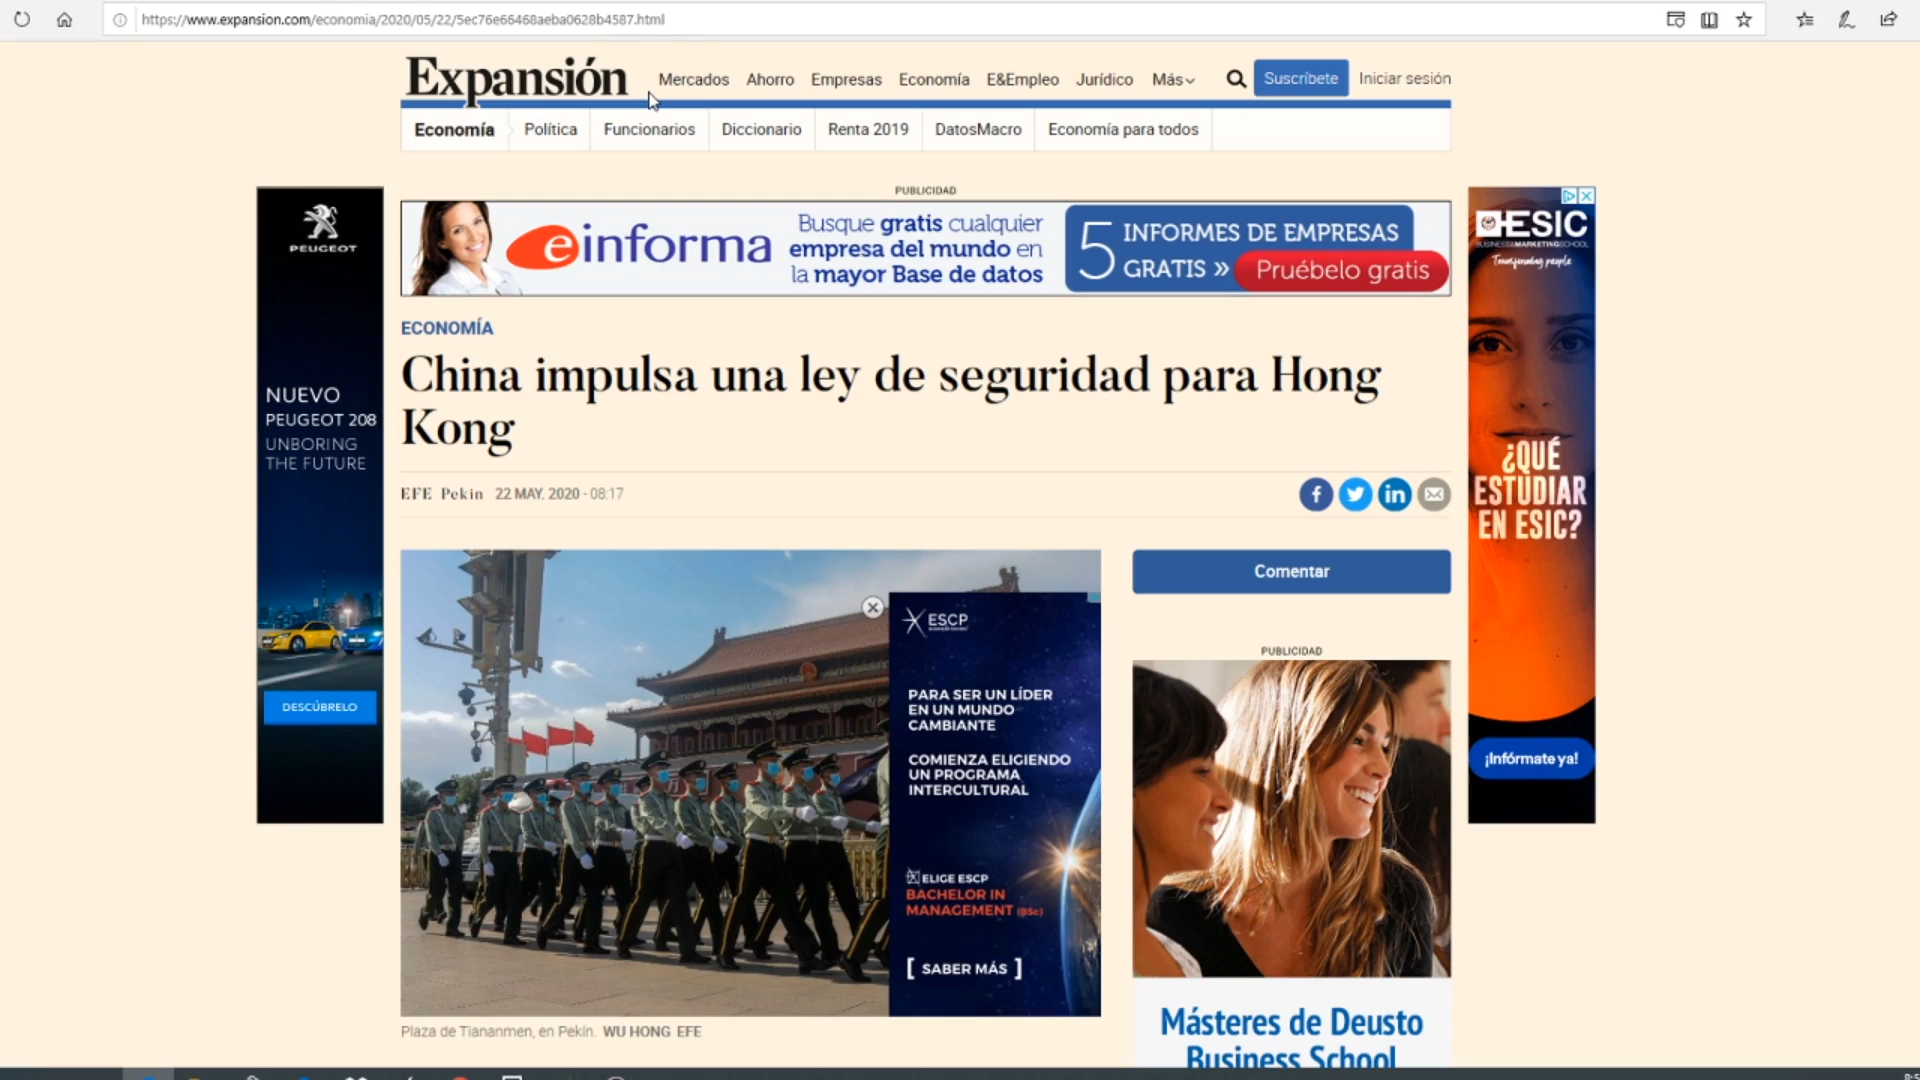 https://www.expansion.com/economia/2020/05/22/5ec76e66468aeba0628b4587.html
Expansión
Mercados Ahorro Empresas Economía E&Empleo Jurídico Más
Suscríbete Iniciar sesión
Economía Política Funcionarios Diccionario Renta 2019 DatosMacro Economía para todos
PUBLICIDAD
einforma
Busque gratis cualquier
empresa del mundo en
la mayor Base de datos
5 INFORMES DE EMPRESAS
GRATIS »
Pruébelo gratis
PEUGEOT
NUEVO
PEUGEOT 208
UNBORING
THE FUTURE
DESCÚBRELO
ESIC
BUSINESS&MARKETINGSCHOOL
Transforming people
¿QUÉ
ESTUDIAR
EN ESIC?
¡Infórmate ya!
ECONOMÍA
China impulsa una ley de seguridad para Hong
Kong
EFE Pekín 22 MAY. 2020 - 08:17
Comentar
ESCP
PARA SER UN LÍDER
EN UN MUNDO
CAMBIANTE
COMIENZA ELIGIENDO
UN PROGRAMA
INTERCULTURAL
ELIGE ESCP
BACHELOR IN
MANAGEMENT (BSc)
[ SABER MÁS ]
Plaza de Tiananmen, en Pekín. WU HONG EFE
PUBLICIDAD
Másteres de Deusto
Business School